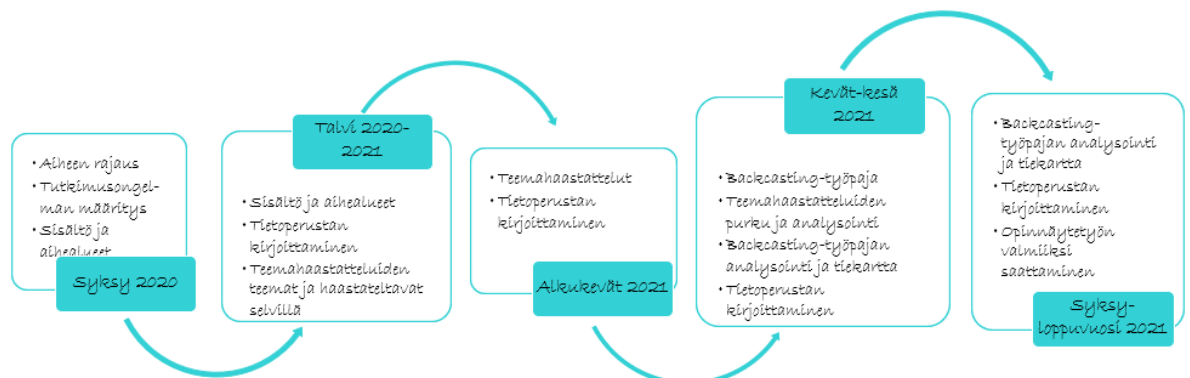 • Aiheen rajaus
• Tutkimusongel-
man määritys
• Sisältö ja
aihealueet
Syksy 2020
Talvi 2020-
2021
• Sisältö ja aihealueet
• Tietoperustan
kirjoittaminen
• Teemahaastatteluiden
teemat ja haastateltavat
selvillä
• Teemahaastattelut
• Tietoperustan
kirjoittaminen
Alkukevät 2021
Kevät-kesä
2021
• Backcasting-työpaja
• Teemahaastatteluiden
purku ja analysointi
• Backcasting-työpajan
analysointi ja tiekartta
• Tietoperustan
kirjoittaminen
• Backcasting-
työpajan analysointi
ja tiekartta
• Tietoperustan
kirjoittaminen
• Opinnäytetyön
valmiiksi
saattaminen
Syksy-
loppuvuosi 2021